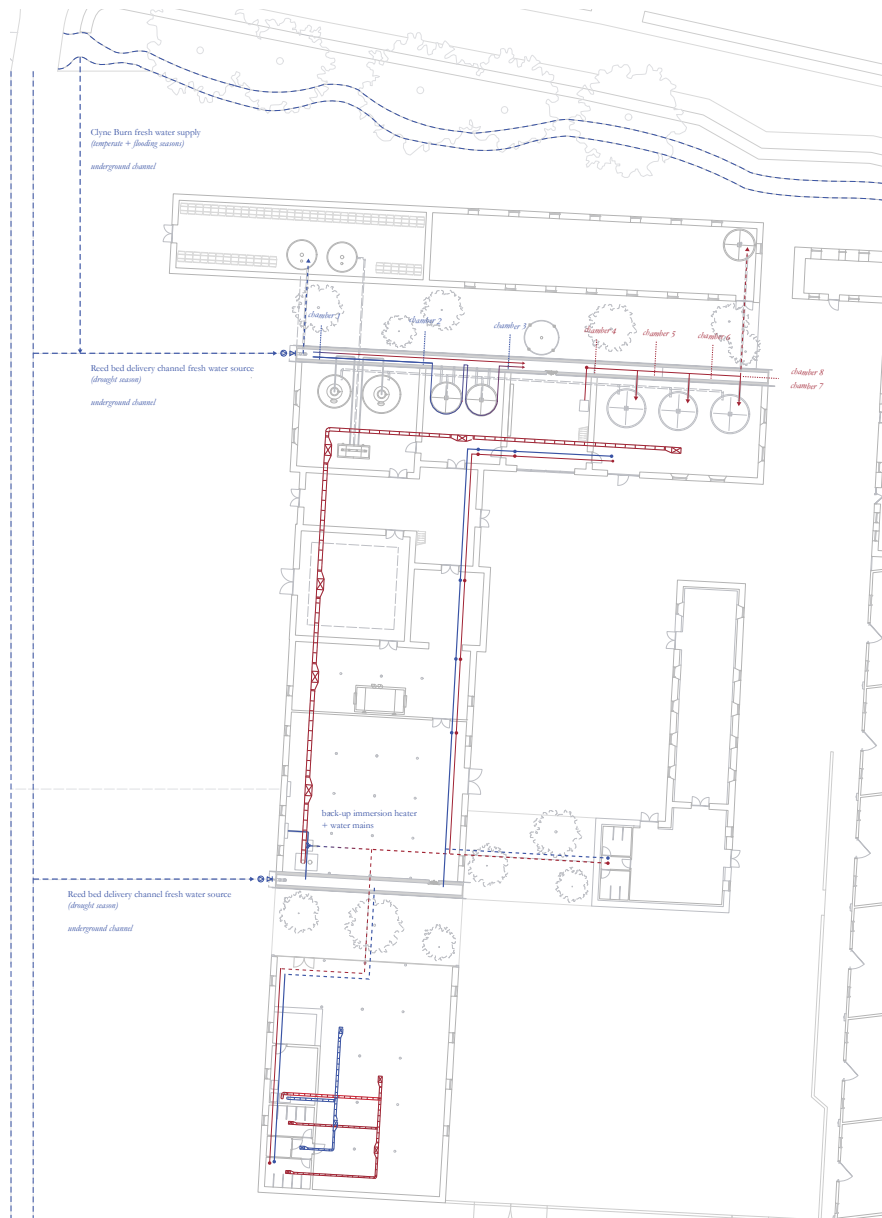 Clyne Burn fresh water supply
(temperate + flooding seasons)
underground channel
chamber 1
chamber 2
chamber 3
chamber 4
chamber 5
chamber 6
chamber 8
chamber 7
Reed bed delivery channel fresh water source
(drought season)
underground channel
back-up immersion heater
+ water mains
Reed bed delivery channel fresh water source
(drought season)
underground channel